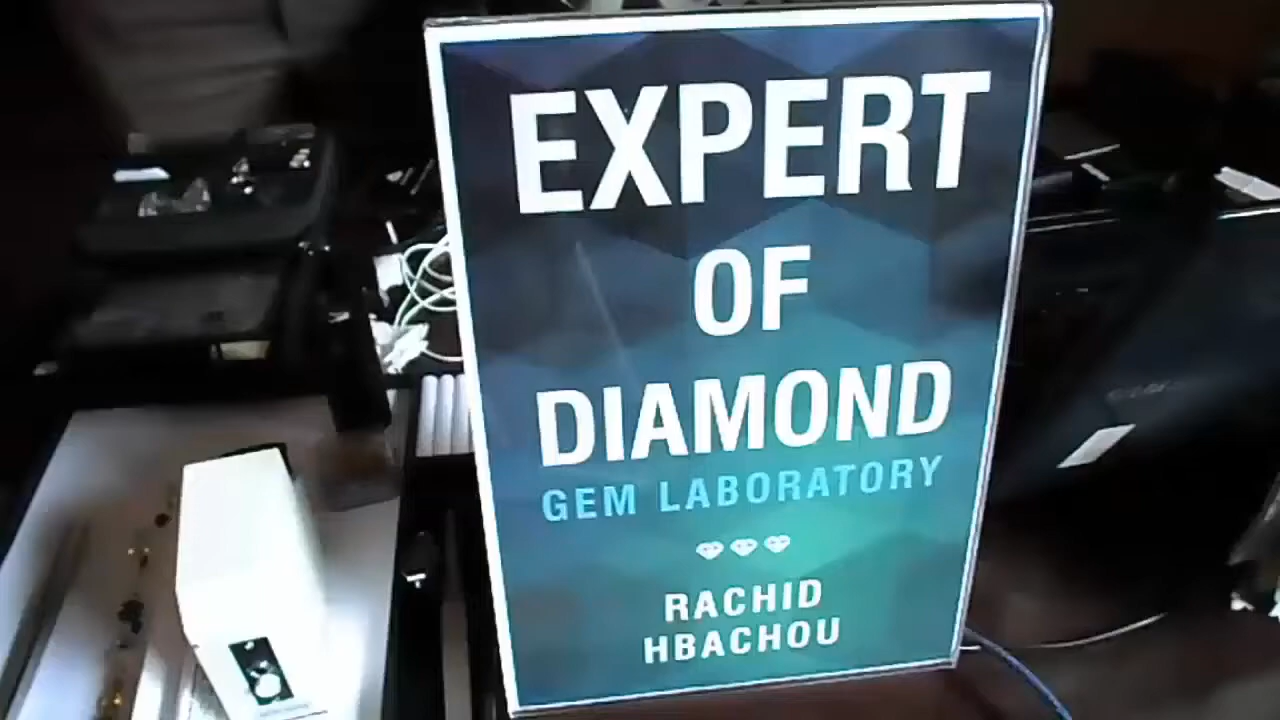 EXPERT
OF
DIAMOND
GEM LABORATORY
RACHID
HBACHOU